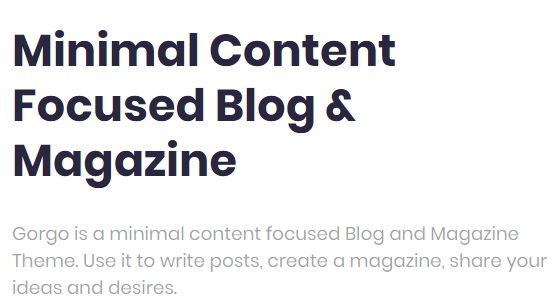 Minimal Content
Focused Blog &
Magazine
Gorgo is a minimal content focused Blog and Magazine
Theme. Use it to write posts, create a magazine, share your
ideas and desires.